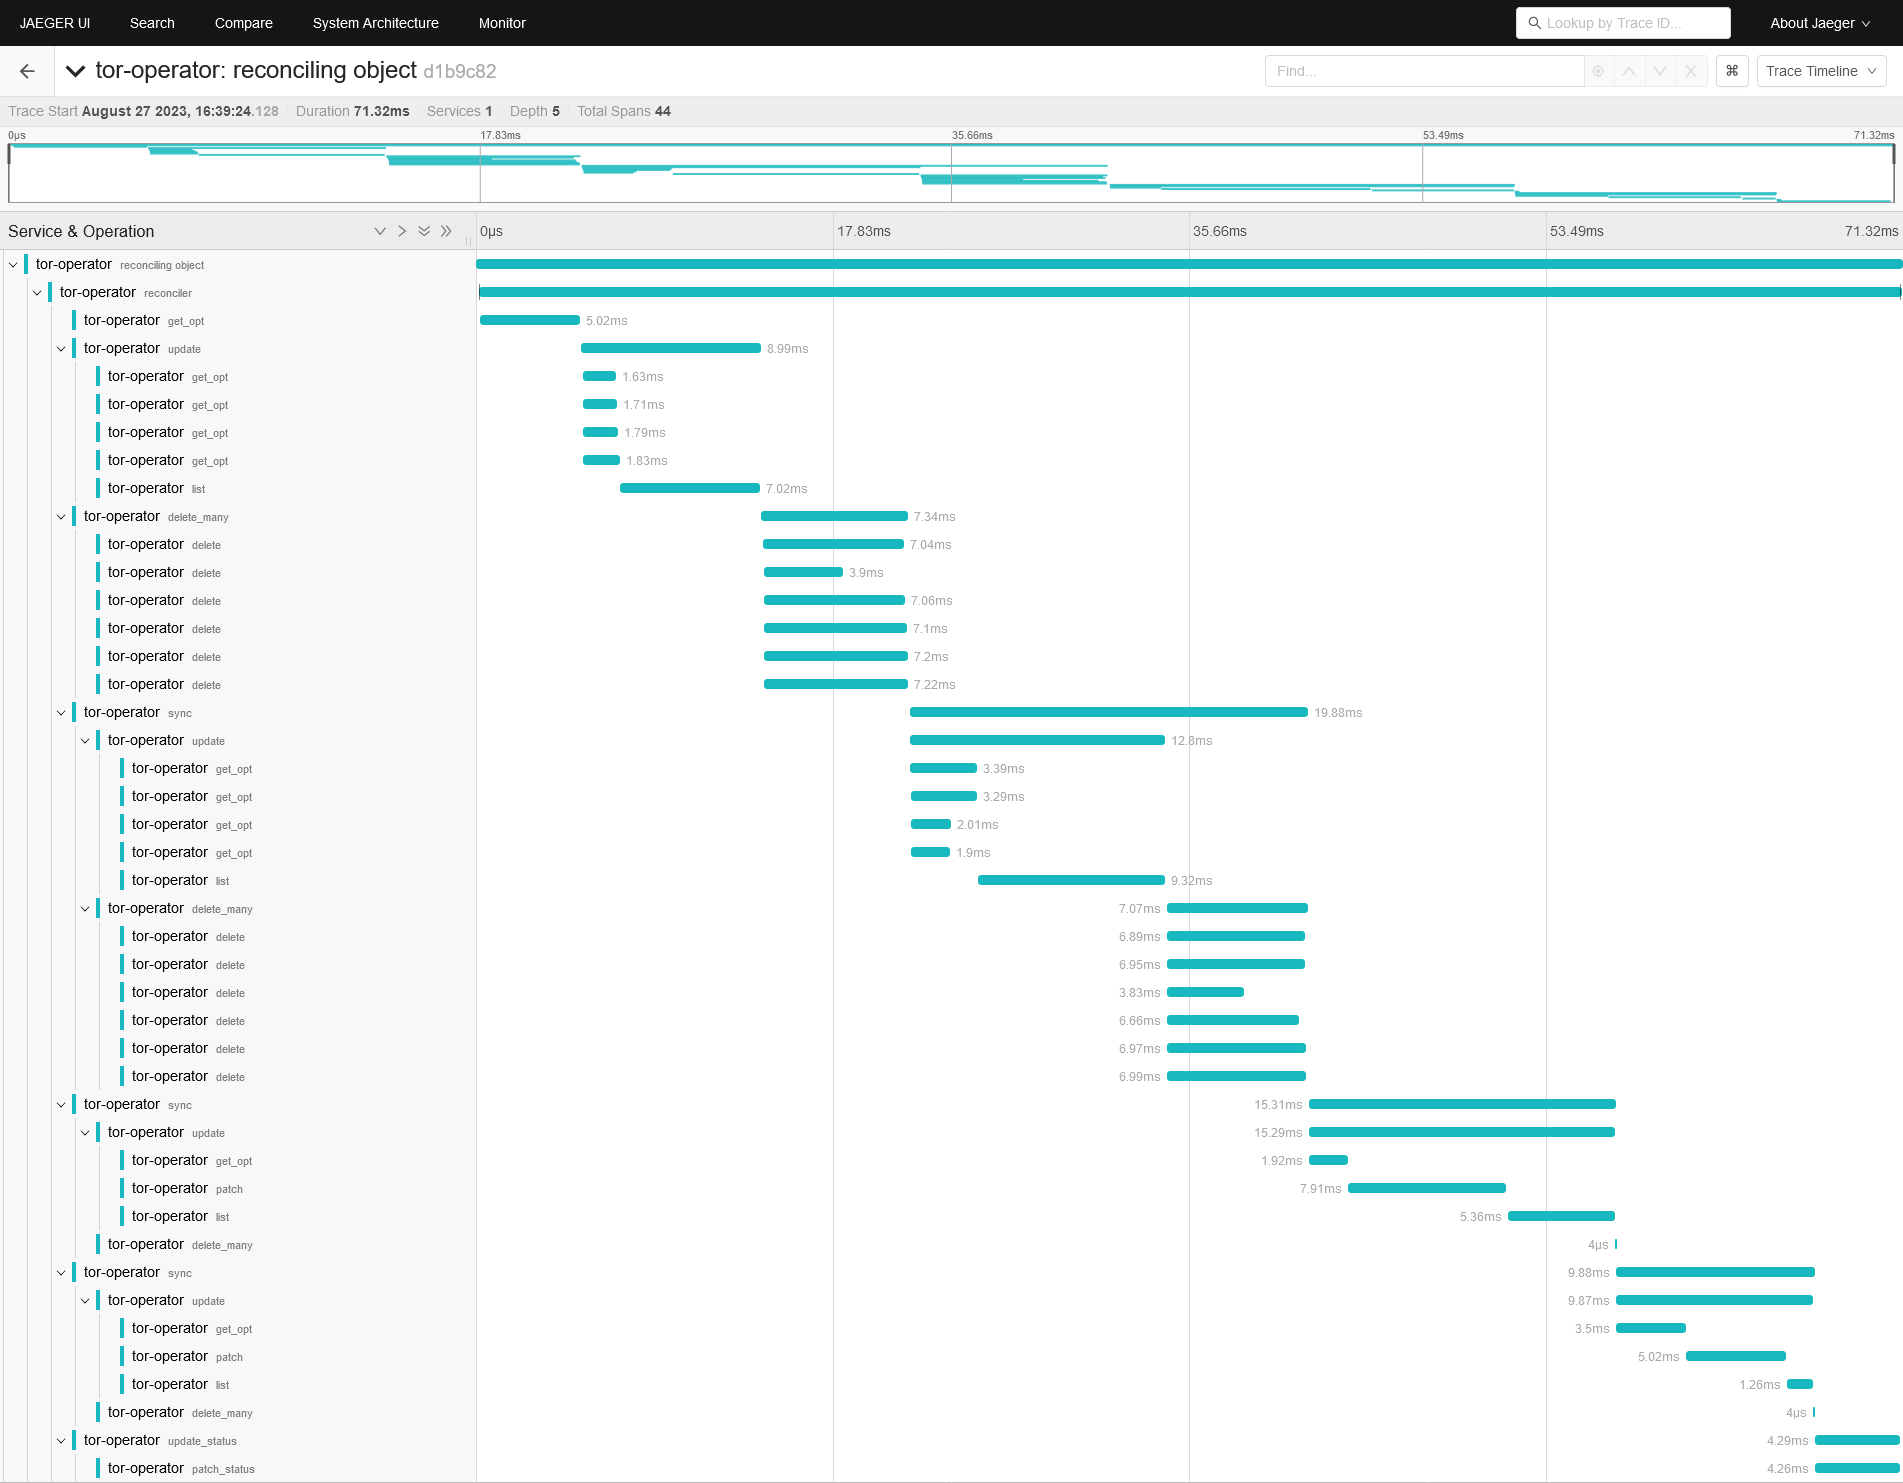 JAEGER UI Search Compare System Architecture Monitor Lookup by Trace ID... About Jaeger
tor-operator: reconciling object d1b9c82 Find... ⌘ Trace Timeline
Trace Start August 27 2023, 16:39:24.128 Duration 71.32ms Services 1 Depth 5 Total Spans 44
0μs 17.83ms 35.66ms 53.49ms 71.32ms
Service & Operation 0μs 17.83ms 35.66ms 53.49ms 71.32ms
tor-operator reconciling object
tor-operator reconciler
tor-operator get_opt 5.02ms
tor-operator update 8.99ms
tor-operator get_opt 1.63ms
tor-operator get_opt 1.71ms
tor-operator get_opt 1.79ms
tor-operator get_opt 1.83ms
tor-operator list 7.02ms
tor-operator delete_many 7.34ms
tor-operator delete 7.04ms
tor-operator delete 3.9ms
tor-operator delete 7.06ms
tor-operator delete 7.1ms
tor-operator delete 7.2ms
tor-operator delete 7.22ms
tor-operator sync 19.88ms
tor-operator update 12.8ms
tor-operator get_opt 3.39ms
tor-operator get_opt 3.29ms
tor-operator get_opt 2.01ms
tor-operator get_opt 1.9ms
tor-operator list 9.32ms
tor-operator delete_many 7.07ms
tor-operator delete 6.89ms
tor-operator delete 6.95ms
tor-operator delete 3.83ms
tor-operator delete 6.66ms
tor-operator delete 6.97ms
tor-operator delete 6.99ms
tor-operator sync 15.31ms
tor-operator update 15.29ms
tor-operator get_opt 1.92ms
tor-operator patch 7.91ms
tor-operator list 5.36ms
tor-operator delete_many 4μs
tor-operator sync 9.88ms
tor-operator update 9.87ms
tor-operator get_opt 3.5ms
tor-operator patch 5.02ms
tor-operator list 1.26ms
tor-operator delete_many 4μs
tor-operator update_status 4.29ms
tor-operator patch_status 4.26ms